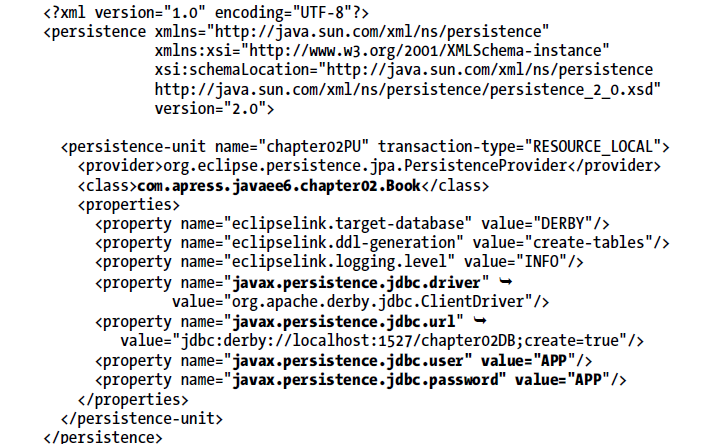 <?xml version="1.0" encoding="UTF-8"?>
<persistence xmlns="http://java.sun.com/xml/ns/persistence"
xmlns:xsi="http://www.w3.org/2001/XMLSchema-instance"
xsi:schemaLocation="http://java.sun.com/xml/ns/persistence
http://java.sun.com/xml/ns/persistence/persistence_2_0.xsd"
version="2.0">
<persistence-unit name="chapter02PU" transaction-type="RESOURCE_LOCAL">
<provider>org.eclipse.persistence.jpa.PersistenceProvider</provider>
<class>com.apress.javaee6.chapter02.Book</class>
<properties>
<property name="eclipselink.target-database" value="DERBY"/>
<property name="eclipselink.ddl-generation" value="create-tables"/>
<property name="eclipselink.logging.level" value="INFO"/>
<property name="javax.persistence.jdbc.driver" ➥
value="org.apache.derby.jdbc.ClientDriver"/>
<property name="javax.persistence.jdbc.url" ➥
value="jdbc:derby://localhost:1527/chapter02DB;create=true"/>
<property name="javax.persistence.jdbc.user" value="APP"/>
<property name="javax.persistence.jdbc.password" value="APP"/>
</properties>
</persistence-unit>
</persistence>